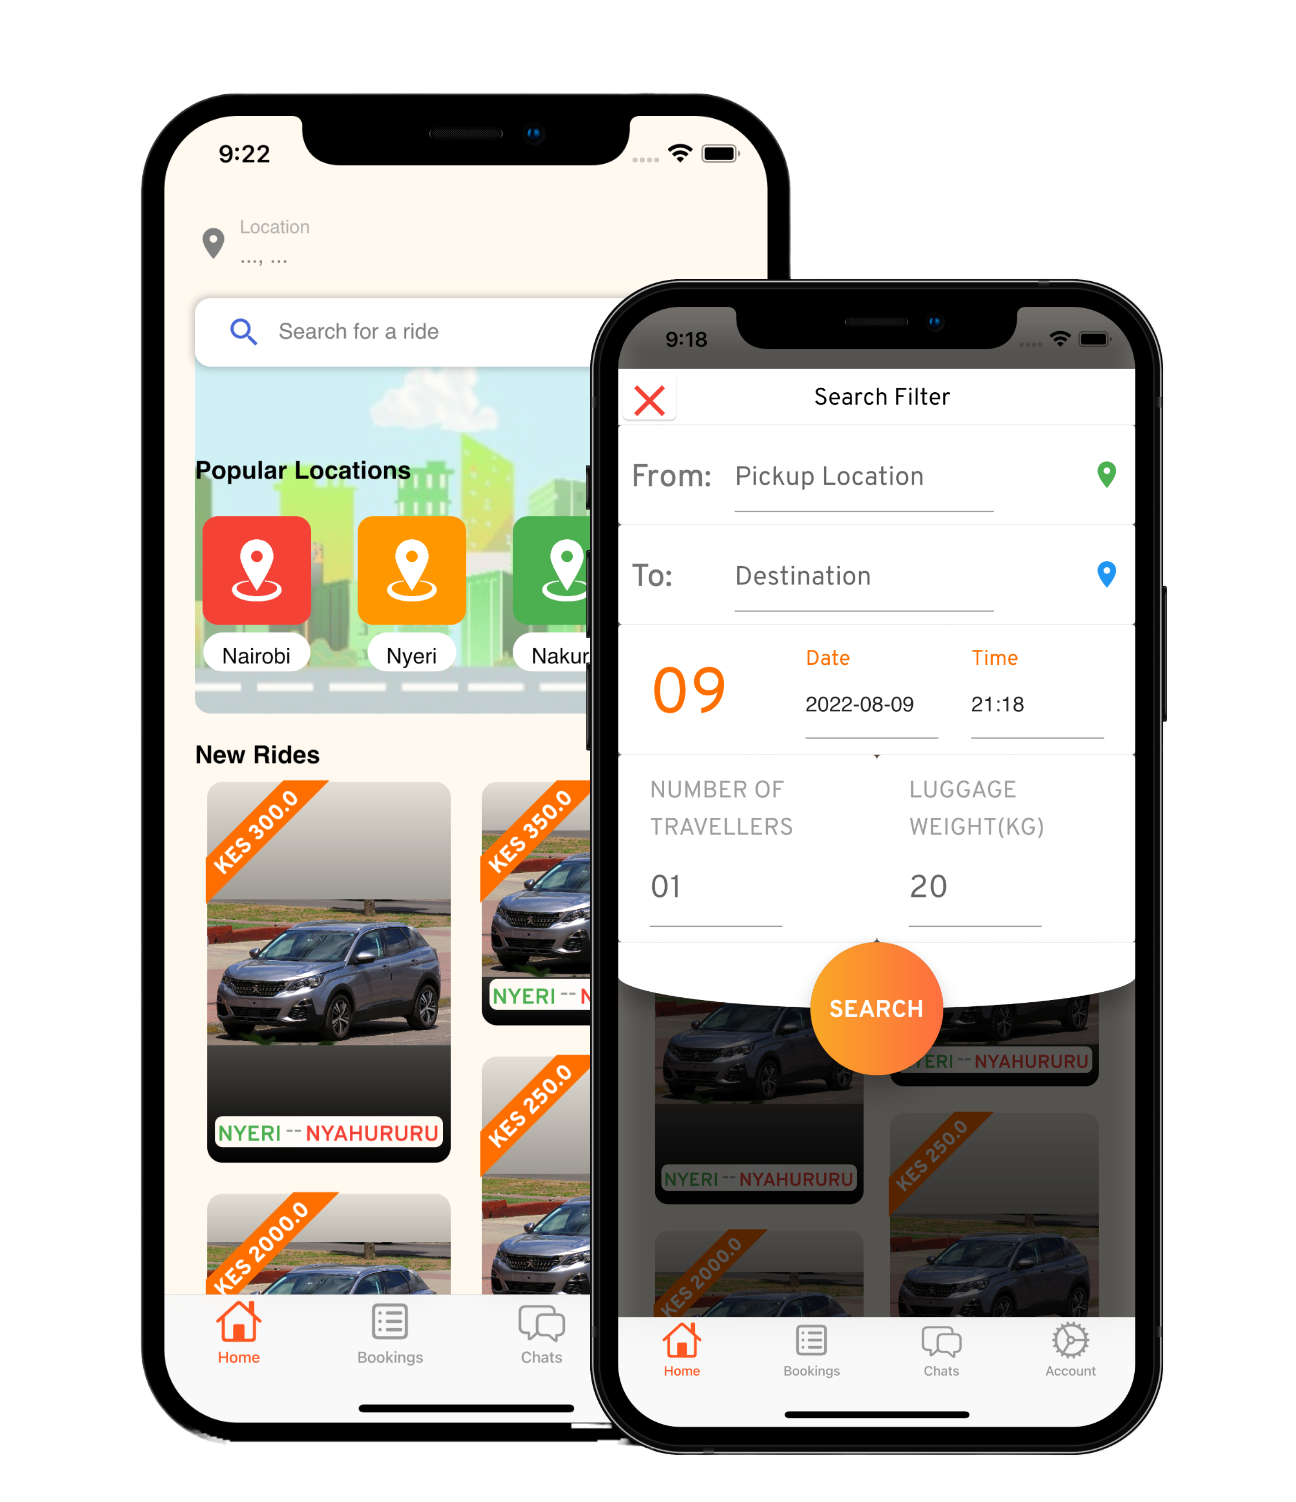 9:22
Location
..., ...
Search for a ride
Popular Locations
Nairobi
Nyeri
Nakur
New Rides
KES 300.0
KES 350.0
NYERI -- N
NYERI -- NYAHURURU
KES 250.0
KES 2000.0
Home
Bookings
Chats
9:18
Search Filter
From:
Pickup Location
To:
Destination
09
Date
Time
2022-08-09
21:18
NUMBER OF
TRAVELLERS
LUGGAGE
WEIGHT(KG)
01
20
SEARCH
ERI -- NYAHURURU
NYERI -- NYAHURURU
KES 250.0
KES 2000.0
Home
Bookings
Chats
Account